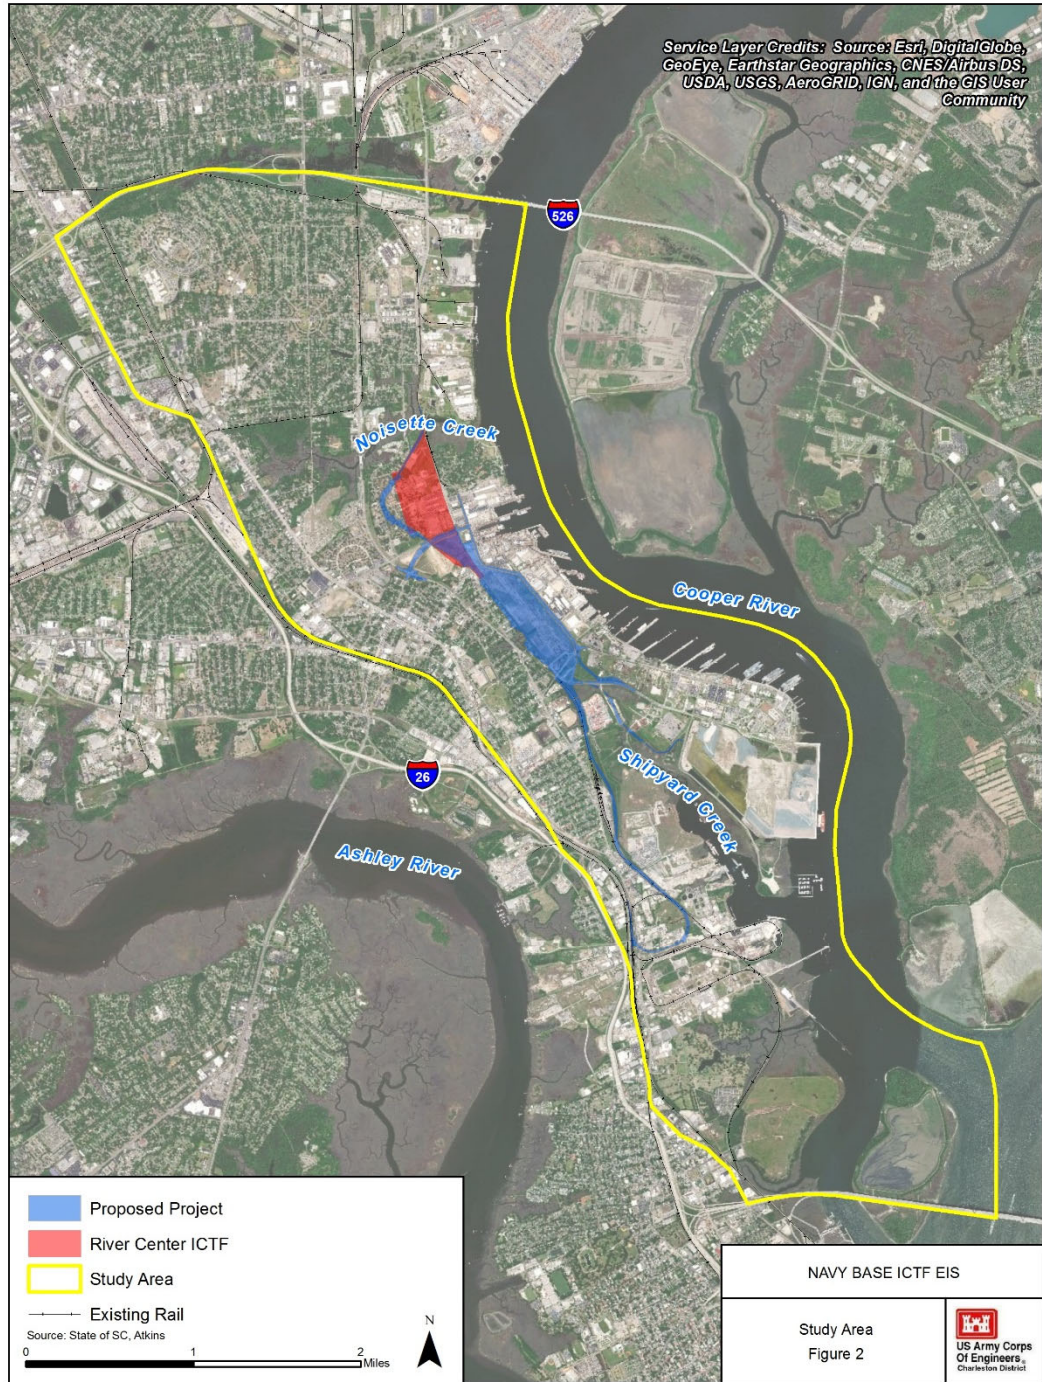 Service Layer Credits: Source: Esri, DigitalGlobe,
GeoEye, Earthstar Geographics, CNES/Airbus DS,
USDA, USGS, AeroGRID, IGN, and the GIS User
Community
526
Noisette Creek
Cooper River
26
Shipyard Creek
Ashley River
Proposed Project
River Center ICTF
Study Area
Existing Rail
Source: State of SC, Atkins
0 1 2
Miles
N
NAVY BASE ICTF EIS
Study Area
Figure 2
US Army Corps
Of Engineers®
Charleston District